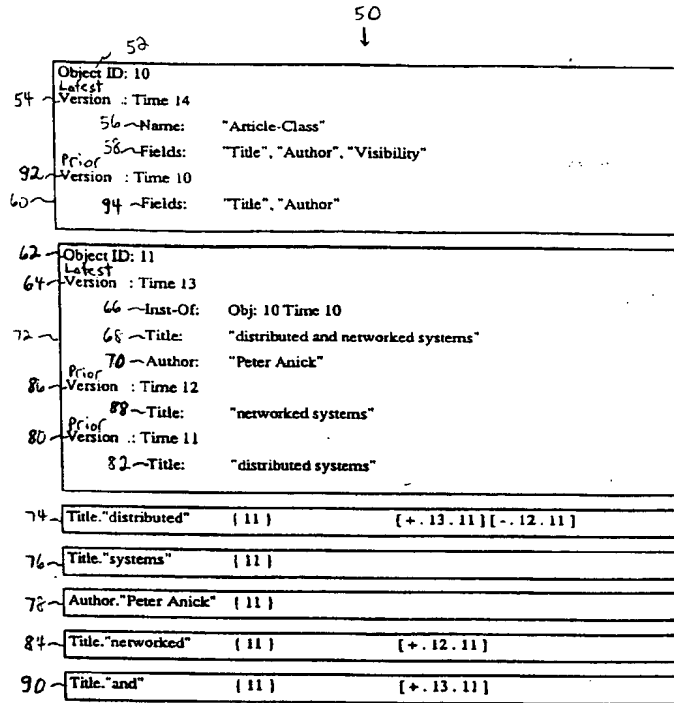 50
52
Object ID: 10
Latest
54 Version .: Time 14
56 Name: "Article-Class"
58 Fields: "Title", "Author", "Visibility"
Prior
92 Version : Time 10
60 94 Fields: "Title", "Author"
62 Object ID: 11
Latest
64 Version : Time 13
66 Inst-Of: Obj: 10 Time 10
72 68 Title: "distributed and networked systems"
70 Author: "Peter Anick"
Prior
86 Version : Time 12
88 Title: "networked systems"
Prior
80 Version .: Time 11
82 Title: "distributed systems"
74 Title."distributed" { 11 } [ + . 13 . 11 ] [ - . 12 . 11 ]
76 Title."systems" { 11 }
78 Author."Peter Anick" { 11 }
84 Title."networked" { 11 } [ + . 12 . 11 ]
90 Title."and" { 11 } [ + . 13 . 11 ]